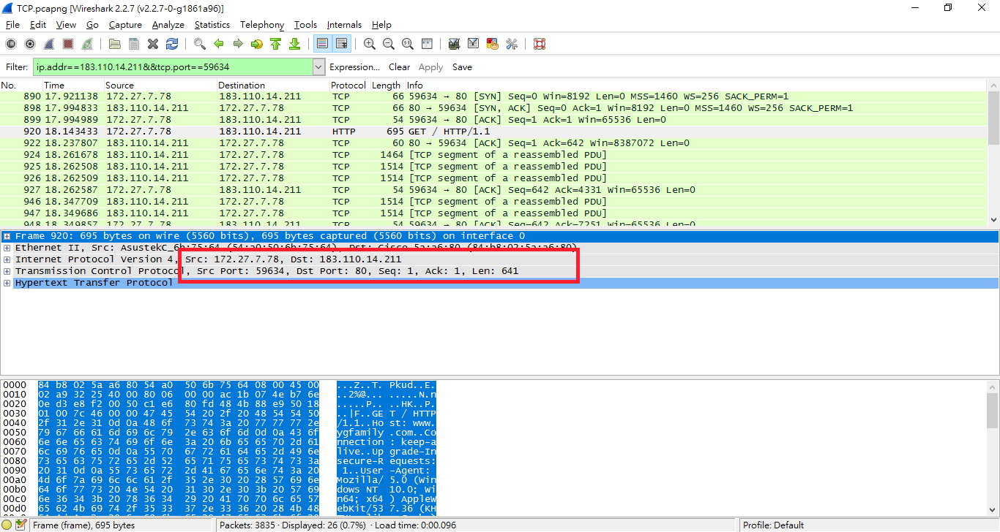 TCP.pcapng [Wireshark 2.2.7 (v2.2.7-0-g1861a96)]
File Edit View Go Capture Analyze Statistics Telephony Tools Internals Help
Filter: ip.addr==183.110.14.211&&tcp.port==59634 Expression... Clear Apply Save
No. Time Source Destination Protocol Length Info
890 17.921138 172.27.7.78 183.110.14.211 TCP 66 59634 → 80 [SYN] Seq=0 Win=8192 Len=0 MSS=1460 WS=256 SACK_PERM=1
898 17.994833 183.110.14.211 172.27.7.78 TCP 66 80 → 59634 [SYN, ACK] Seq=0 Ack=1 Win=8192 Len=0 MSS=1460 WS=256 SACK_PERM=1
899 17.994989 172.27.7.78 183.110.14.211 TCP 54 59634 → 80 [ACK] Seq=1 Ack=1 Win=65536 Len=0
920 18.143433 172.27.7.78 183.110.14.211 HTTP 695 GET / HTTP/1.1
922 18.237807 183.110.14.211 172.27.7.78 TCP 60 80 → 59634 [ACK] Seq=1 Ack=642 Win=8387072 Len=0
924 18.261678 183.110.14.211 172.27.7.78 TCP 1464 [TCP segment of a reassembled PDU]
925 18.262508 183.110.14.211 172.27.7.78 TCP 1514 [TCP segment of a reassembled PDU]
926 18.262509 183.110.14.211 172.27.7.78 TCP 1514 [TCP segment of a reassembled PDU]
927 18.262587 172.27.7.78 183.110.14.211 TCP 54 59634 → 80 [ACK] Seq=642 Ack=4331 Win=65536 Len=0
946 18.347709 183.110.14.211 172.27.7.78 TCP 1514 [TCP segment of a reassembled PDU]
947 18.349686 183.110.14.211 172.27.7.78 TCP 1514 [TCP segment of a reassembled PDU]
948 18.349857 172.27.7.78 183.110.14.211 TCP 54 59634 → 80 [ACK] Seq=642 Ack=7251 Win=65536 Len=0
Frame 920: 695 bytes on wire (5560 bits), 695 bytes captured (5560 bits) on interface 0
Ethernet II, Src: AsustekC_6b:75:64 (54:a0:50:6b:75:64), Dst: Cisco_5a:a6:80 (84:b8:02:5a:a6:80)
Internet Protocol Version 4, Src: 172.27.7.78, Dst: 183.110.14.211
Transmission Control Protocol, Src Port: 59634, Dst Port: 80, Seq: 1, Ack: 1, Len: 641
Hypertext Transfer Protocol
0000 84 b8 02 5a a6 80 54 a0 50 6b 75 64 08 00 45 00 ...Z..T. Pkud..E.
0010 02 a9 32 25 40 00 80 06 00 00 ac 1b 07 4e b7 6e ..2%@... .....N.n
0020 0e d3 e8 f2 00 50 c1 e6 80 fd 48 4b 88 e9 50 18 .....P.. ..HK..P.
0030 01 00 7c 46 00 00 47 45 54 20 2f 20 48 54 54 50 ..|F..GE T / HTTP
0040 2f 31 2e 31 0d 0a 48 6f 73 74 3a 20 77 77 77 2e /1.1..Ho st: www.
0050 79 67 66 61 6d 69 6c 79 2e 63 6f 6d 0d 0a 43 6f ygfamily .com..Co
0060 6e 6e 65 63 74 69 6f 6e 3a 20 6b 65 65 70 2d 61 nnection : keep-a
0070 6c 69 76 65 0d 0a 55 70 67 72 61 64 65 2d 49 6e live..Up grade-In
0080 73 65 63 75 72 65 2d 52 65 71 75 65 73 74 73 3a secure-R equests:
0090 20 31 0d 0a 55 73 65 72 2d 41 67 65 6e 74 3a 20 1..User -Agent:
00a0 4d 6f 7a 69 6c 6c 61 2f 35 2e 30 20 28 57 69 6e Mozilla/ 5.0 (Win
00b0 64 6f 77 73 20 4e 54 20 31 30 2e 30 3b 20 57 69 dows NT 10.0; Wi
00c0 6e 36 34 3b 20 78 36 34 29 20 41 70 70 6c 65 57 n64; x64 ) AppleW
00d0 65 62 4b 69 74 2f 35 33 37 2e 33 36 20 28 4b 48 ebKit/53 7.36 (KH
Frame (frame), 695 bytes Packets: 3835 · Displayed: 26 (0.7%) · Load time: 0:00.096 Profile: Default